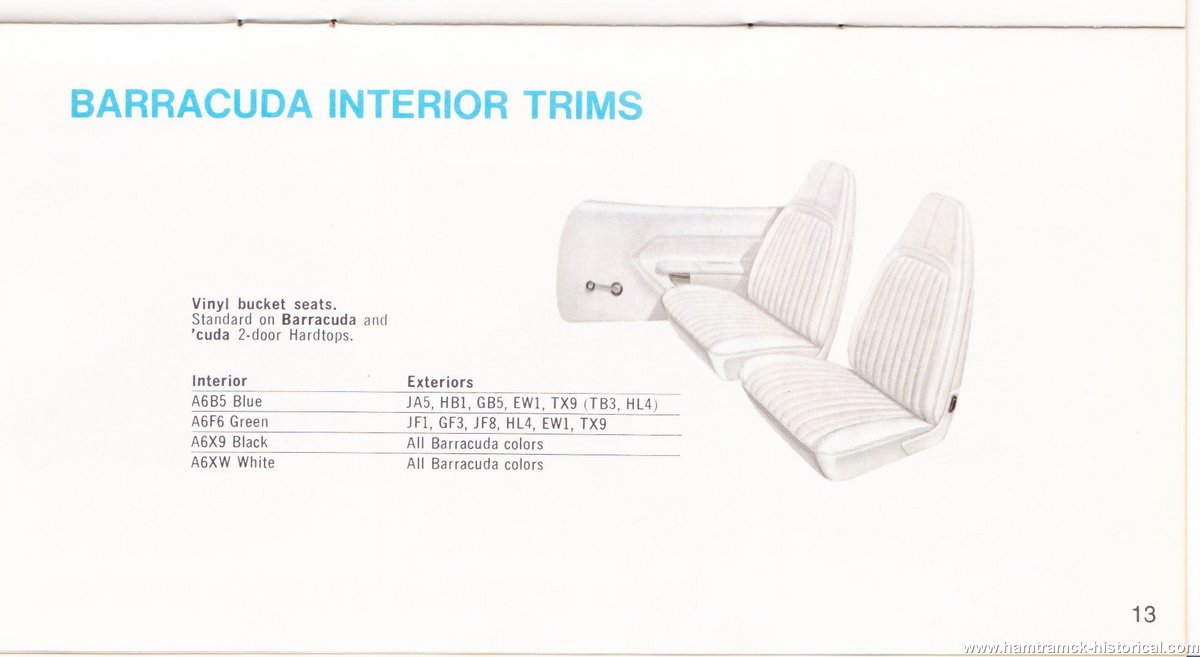 BARRACUDA INTERIOR TRIMS
Vinyl bucket seats.
Standard on Barracuda and
'cuda 2-door Hardtops.
Interior Exteriors
A6B5 Blue JA5, HB1, GB5, EW1, TX9 (TB3, HL4)
A6F6 Green JF1, GF3, JF8, HL4, EW1, TX9
A6X9 Black All Barracuda colors
A6XW White All Barracuda colors
13
www.hamtramck-historical.com